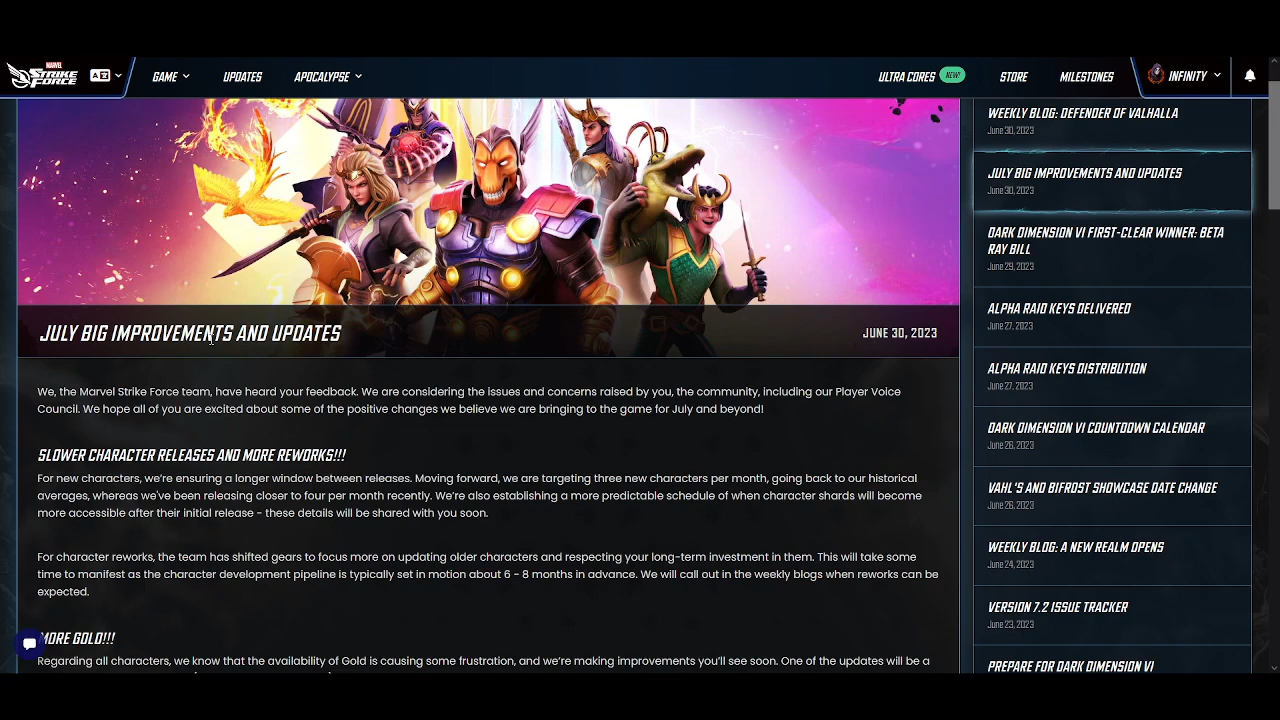 MARVEL
STRIKE
FORCE
GAME
UPDATES
APOCALYPSE
ULTRA CORES
NEW!
STORE
MILESTONES
INFINITY
JULY BIG IMPROVEMENTS AND UPDATES
JUNE 30, 2023
We, the Marvel Strike Force team, have heard your feedback. We are considering the issues and concerns raised by you, the community, including our Player Voice
Council. We hope all of you are excited about some of the positive changes we believe we are bringing to the game for July and beyond!
SLOWER CHARACTER RELEASES AND MORE REWORKS!!!
For new characters, we're ensuring a longer window between releases. Moving forward, we are targeting three new characters per month, going back to our historical
averages, whereas we've been releasing closer to four per month recently. We're also establishing a more predictable schedule of when character shards will become
more accessible after their initial release - these details will be shared with you soon.
For character reworks, the team has shifted gears to focus more on updating older characters and respecting your long-term investment in them. This will take some
time to manifest as the character development pipeline is typically set in motion about 6 - 8 months in advance. We will call out in the weekly blogs when reworks can be
expected.
MORE GOLD!!!
Regarding all characters, we know that the availability of Gold is causing some frustration, and we're making improvements you'll see soon. One of the updates will be a
WEEKLY BLOG: DEFENDER OF VALHALLA
June 30, 2023
JULY BIG IMPROVEMENTS AND UPDATES
June 30, 2023
DARK DIMENSION VI FIRST-CLEAR WINNER: BETA
RAY BILL
June 29, 2023
ALPHA RAID KEYS DELIVERED
June 27, 2023
ALPHA RAID KEYS DISTRIBUTION
June 27, 2023
DARK DIMENSION VI COUNTDOWN CALENDAR
June 26, 2023
VAHL'S AND BIFROST SHOWCASE DATE CHANGE
June 26, 2023
WEEKLY BLOG: A NEW REALM OPENS
June 24, 2023
VERSION 7.2 ISSUE TRACKER
June 23, 2023
PREPARE FOR DARK DIMENSION VI